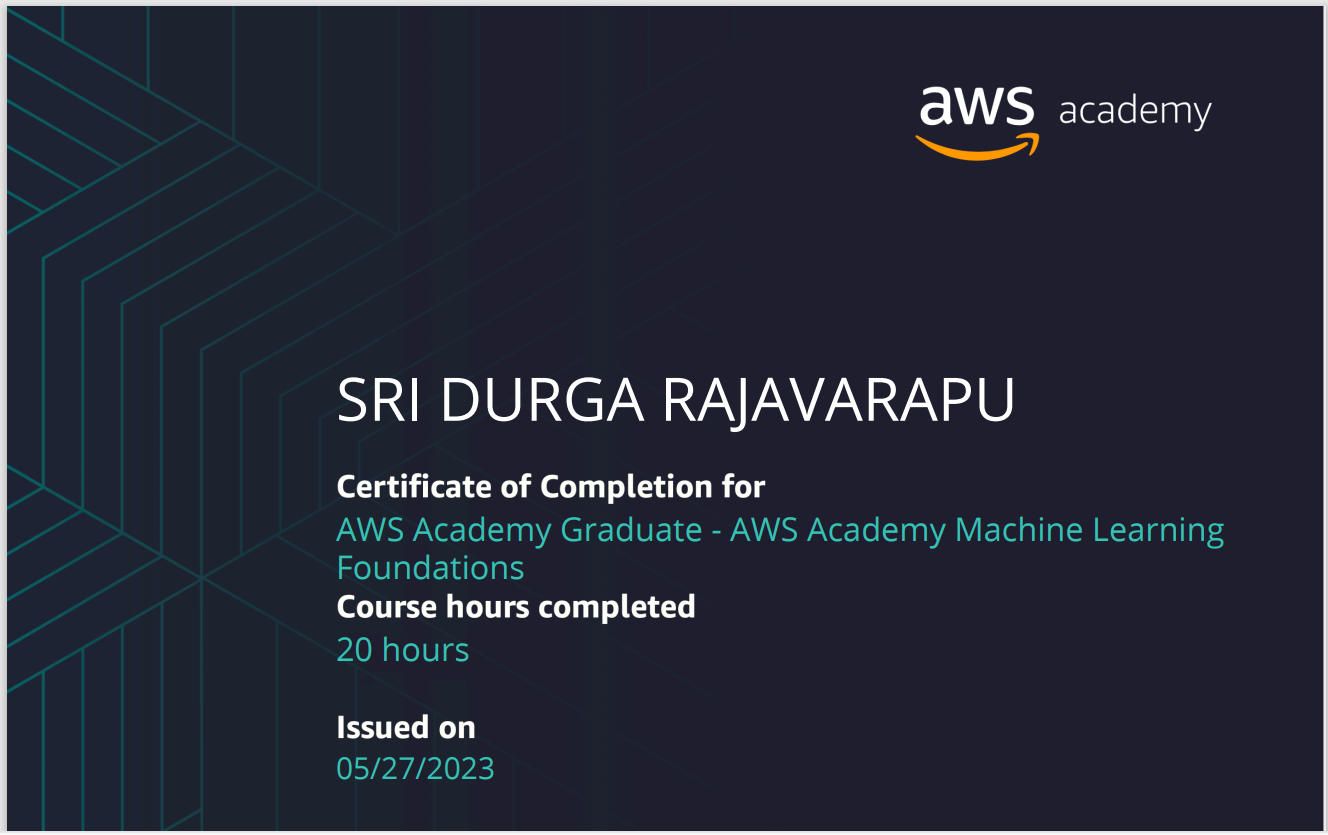 aws academy
SRI DURGA RAJAVARAPU
Certificate of Completion for
AWS Academy Graduate - AWS Academy Machine Learning
Foundations
Course hours completed
20 hours
Issued on
05/27/2023